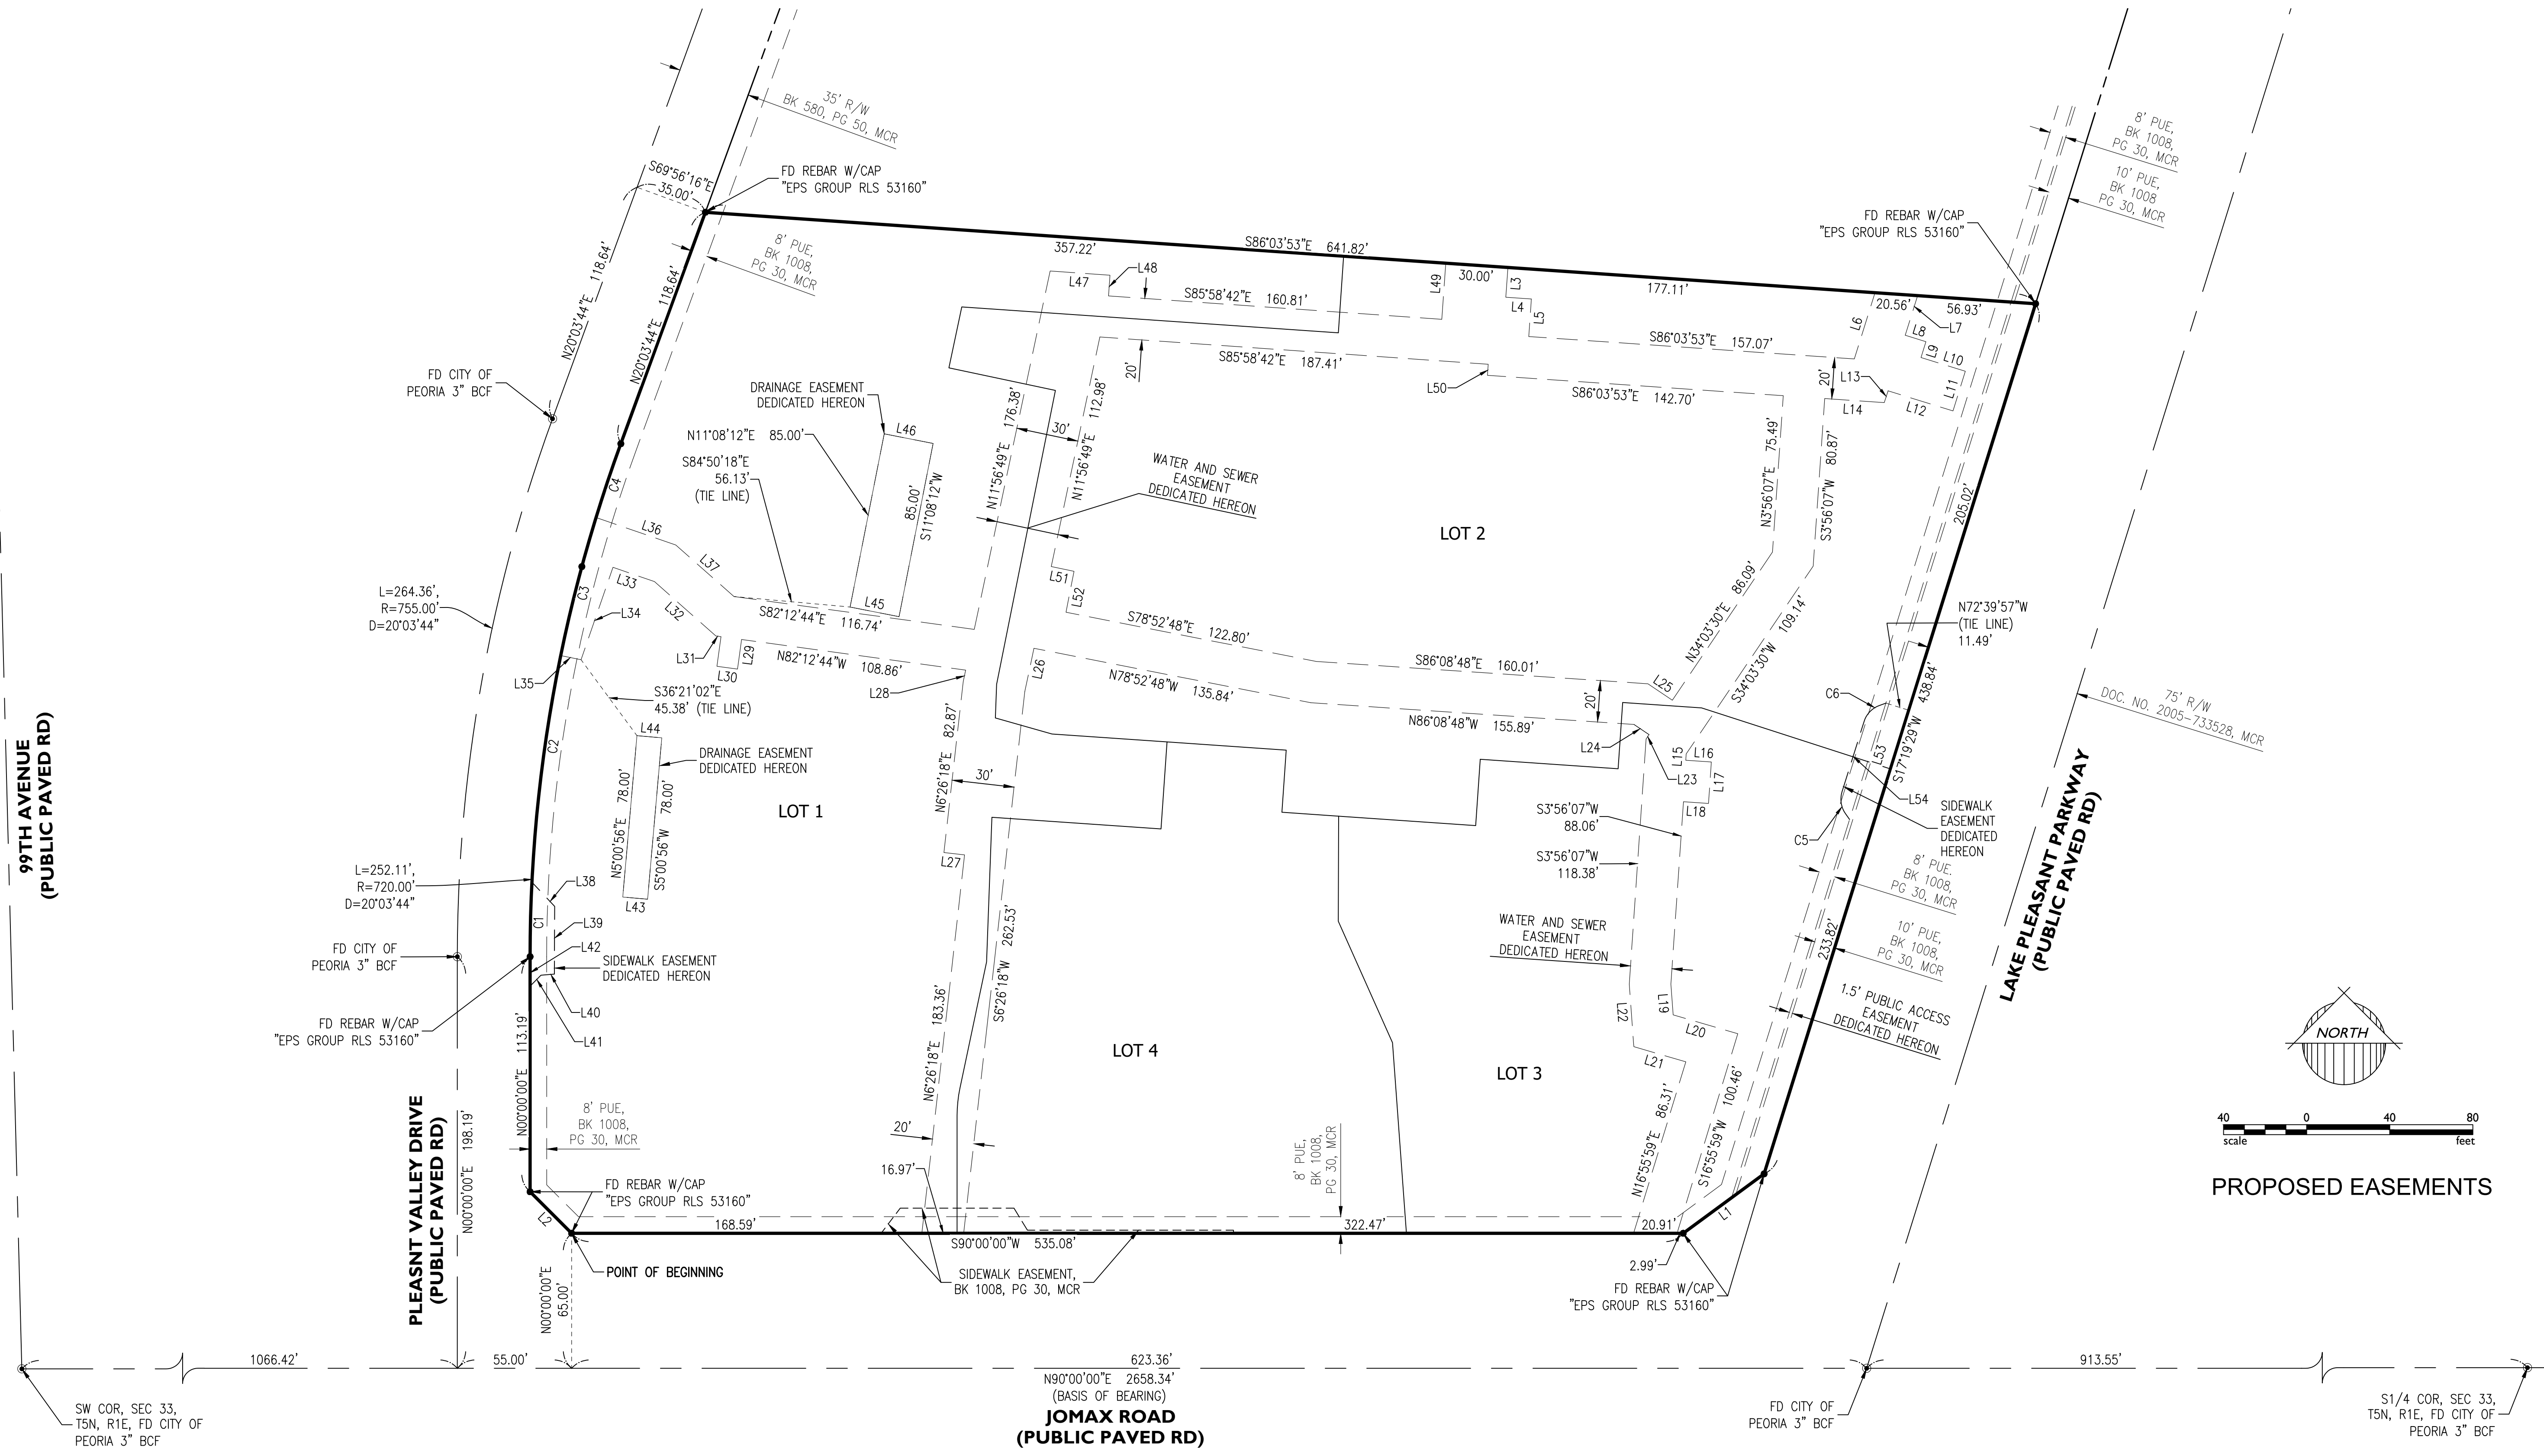 35' R/W
BK 580, PG 50, MCR
S69°56'16"E
35.00'
FD REBAR W/CAP
"EPS GROUP RLS 53160"
8' PUE,
BK 1008,
PG 30, MCR
10' PUE,
BK 1008
PG 30, MCR
FD REBAR W/CAP
"EPS GROUP RLS 53160"
N20°03'44"E 118.64'
N20°03'44"E 118.64'
8' PUE,
BK 1008,
PG 30, MCR
357.22'
S86°03'53"E 641.82'
L47
L48
S85°58'42"E 160.81'
L49
30.00'
L3
L4
L5
177.11'
S86°03'53"E 157.07'
L6
20.56'
56.93'
L7
L8
L9
L10
L11
L12
L13
L14
20'
FD CITY OF
PEORIA 3" BCF
20'
S85°58'42"E 187.41'
L50
S86°03'53"E 142.70'
DRAINAGE EASEMENT
DEDICATED HEREON
N11°08'12"E 85.00'
L46
S84°50'18"E
56.13'
(TIE LINE)
85.00'
S11°08'12"W
N11°56'49"E 176.38'
30'
N11°56'49"E 112.98'
WATER AND SEWER
EASEMENT
DEDICATED HEREON
LOT 2
N3°56'07"E 75.49'
S3°56'07"W 80.87'
205.02'
C4
L36
L37
C3
L33
L34
L32
L=264.36',
R=755.00'
D=20°03'44"
L45
S82°12'44"E 116.74'
L51
L52
S78°52'48"E 122.80'
S86°08'48"E 160.01'
N34°03'30"E 86.09'
S34°03'30"W 109.14'
L25
N72°39'57"W
(TIE LINE)
11.49'
L31
L30
L29
N82°12'44"W 108.86'
L28
L26
N78°52'48"W 135.84'
N86°08'48"W 155.89'
20'
L24
L23
L35
S36°21'02"E
45.38' (TIE LINE)
L44
DRAINAGE EASEMENT
DEDICATED HEREON
C2
N5°00'56"E 78.00'
S5°00'56"W 78.00'
L43
LOT 1
N6°26'18"E 82.87'
30'
L27
L15
L16
L17
L18
C6
438.84'
S17°19'29"W
L53
L54
C5
SIDEWALK
EASEMENT
DEDICATED
HEREON
75' R/W
DOC. NO. 2005-733528, MCR
LAKE PLEASANT PARKWAY
(PUBLIC PAVED RD)
99TH AVENUE
(PUBLIC PAVED RD)
L=252.11',
R=720.00'
D=20°03'44"
S3°56'07"W
88.06'
S3°56'07"W
118.38'
8' PUE.
BK 1008,
PG 30, MCR
L38
C1
L39
L42
SIDEWALK EASEMENT
DEDICATED HEREON
L40
L41
FD CITY OF
PEORIA 3" BCF
FD REBAR W/CAP
"EPS GROUP RLS 53160"
N00°00'00"E 113.19'
S6°26'18"W 262.53'
N6°26'18"E 183.36'
WATER AND SEWER
EASEMENT
DEDICATED HEREON
233.82'
10' PUE,
BK 1008,
PG 30, MCR
1.5' PUBLIC ACCESS
EASEMENT
DEDICATED HEREON
L19
L20
L22
L21
LOT 4
LOT 3
N16°55'59"E 86.31'
S16°55'59"W 100.46'
NORTH
40
0
40
80
scale
feet
PROPOSED EASEMENTS
PLEASNT VALLEY DRIVE
(PUBLIC PAVED RD)
N00°00'00"E 198.19'
8' PUE,
BK 1008,
PG 30, MCR
20'
16.97'
8' PUE,
BK 1008,
PG 30, MCR
FD REBAR W/CAP
"EPS GROUP RLS 53160"
L2
168.59'
S90°00'00"W 535.08'
322.47'
20.91'
L1
2.99'
POINT OF BEGINNING
SIDEWALK EASEMENT,
BK 1008, PG 30, MCR
FD REBAR W/CAP
"EPS GROUP RLS 53160"
N00°00'00"E
65.00'
1066.42'
55.00'
623.36'
913.55'
N90°00'00"E 2658.34'
(BASIS OF BEARING)
JOMAX ROAD
(PUBLIC PAVED RD)
SW COR, SEC 33,
T5N, R1E, FD CITY OF
PEORIA 3" BCF
FD CITY OF
PEORIA 3" BCF
S1/4 COR, SEC 33,
T5N, R1E, FD CITY OF
PEORIA 3" BCF